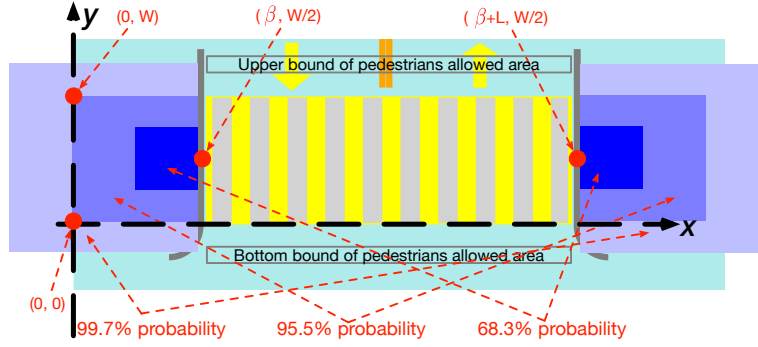 y
(0, W)
(β, W/2)
(β+L, W/2)
Upper bound of pedestrians allowed area
x
Bottom bound of pedestrians allowed area
(0, 0)
99.7% probability
95.5% probability
68.3% probability